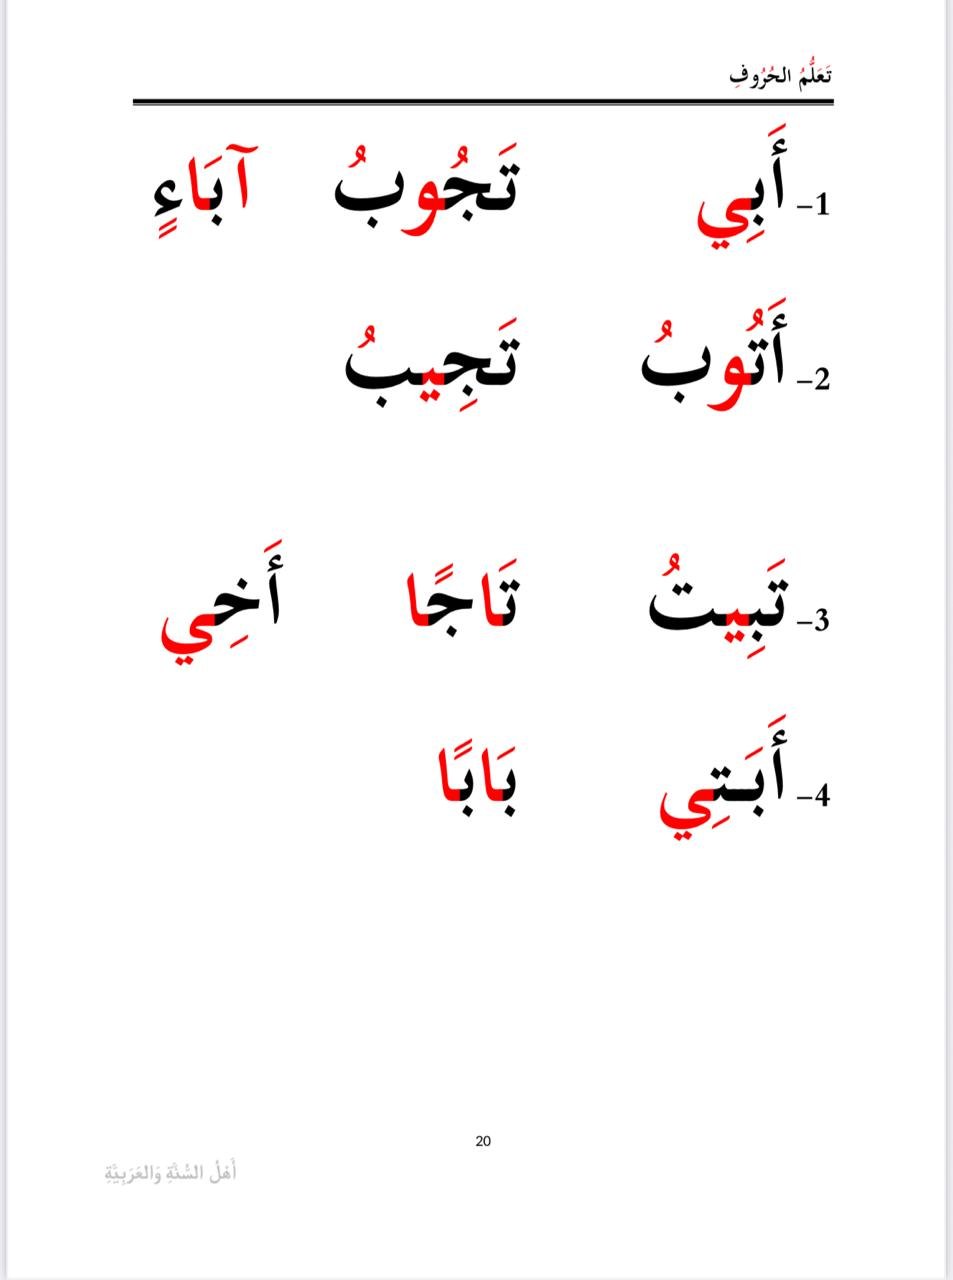 تَعَلُّمُ الحُرُوفِ
1- أَبِي تَجُوبُ آبَاءٍ
2- أَتُوبُ تَجِيبُ
3- تَبِيتُ تَاجًا أَخِي
4- أَبَتِي بَابًا
20
أَهْلُ السُّنَّةِ وَالعَرَبِيَّةِ